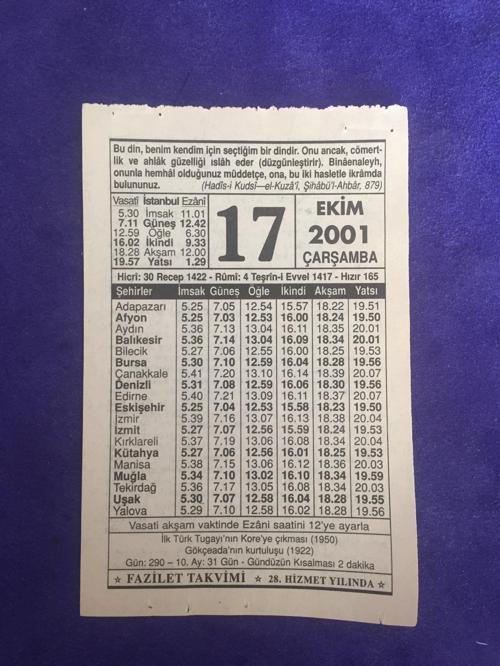 Bu din, benim kendim için seçtiğim bir dindir. Onu ancak, cömert-
lik ve ahlâk güzelliği ıslâh eder (düzgünleştirir). Binâenaleyh,
onunla hemhâl olduğunuz müddetçe, ona, bu iki hasletle ikrâmda
bulununuz. (Hadîs-i Kudsî—el-Kuzâ'î, Şihâbü'l-Ahbâr, 879)
Vasatî İstanbul Ezânî
5.30 İmsak 11.01
7.11 Güneş 12.42
12.59 Öğle 6.30
16.02 İkindi 9.33
18.28 Akşam 12.00
19.57 Yatsı 1.29
17
EKİM
2001
ÇARŞAMBA
Hicrî: 30 Recep 1422 - Rûmî: 4 Teşrin-i Evvel 1417 - Hızır 165
Şehirler İmsak Güneş Öğle İkindi Akşam Yatsı
Adapazarı 5.25 7.05 12.54 15.57 18.22 19.51
Afyon 5.25 7.03 12.53 16.00 18.24 19.50
Aydın 5.36 7.13 13.04 16.11 18.35 20.01
Balıkesir 5.36 7.14 13.04 16.09 18.34 20.01
Bilecik 5.27 7.06 12.55 16.00 18.25 19.53
Bursa 5.30 7.10 12.59 16.04 18.28 19.56
Çanakkale 5.41 7.20 13.10 16.14 18.39 20.07
Denizli 5.31 7.08 12.59 16.06 18.30 19.56
Edirne 5.40 7.21 13.09 16.11 18.37 20.07
Eskişehir 5.25 7.04 12.53 15.58 18.23 19.50
İzmir 5.39 7.16 13.07 16.13 18.38 20.04
İzmit 5.27 7.07 12.56 15.59 18.24 19.53
Kırklareli 5.37 7.19 13.06 16.08 18.34 20.04
Kütahya 5.27 7.06 12.56 16.01 18.25 19.53
Manisa 5.38 7.15 13.06 16.12 18.36 20.03
Muğla 5.34 7.10 13.02 16.10 18.34 19.59
Tekirdağ 5.36 7.17 13.05 16.08 18.34 20.03
Uşak 5.30 7.07 12.58 16.04 18.28 19.55
Yalova 5.29 7.10 12.58 16.02 18.28 19.56
Vasati akşam vaktinde Ezâni saatini 12'ye ayarla
İlk Türk Tugayı'nın Kore'ye çıkması (1950)
Gökçeada'nın kurtuluşu (1922)
Gün: 290 – 10. Ay: 31 Gün - Gündüzün Kısalması 2 dakika
★ FAZİLET TAKVİMİ ★ 28. HİZMET YILINDA ★